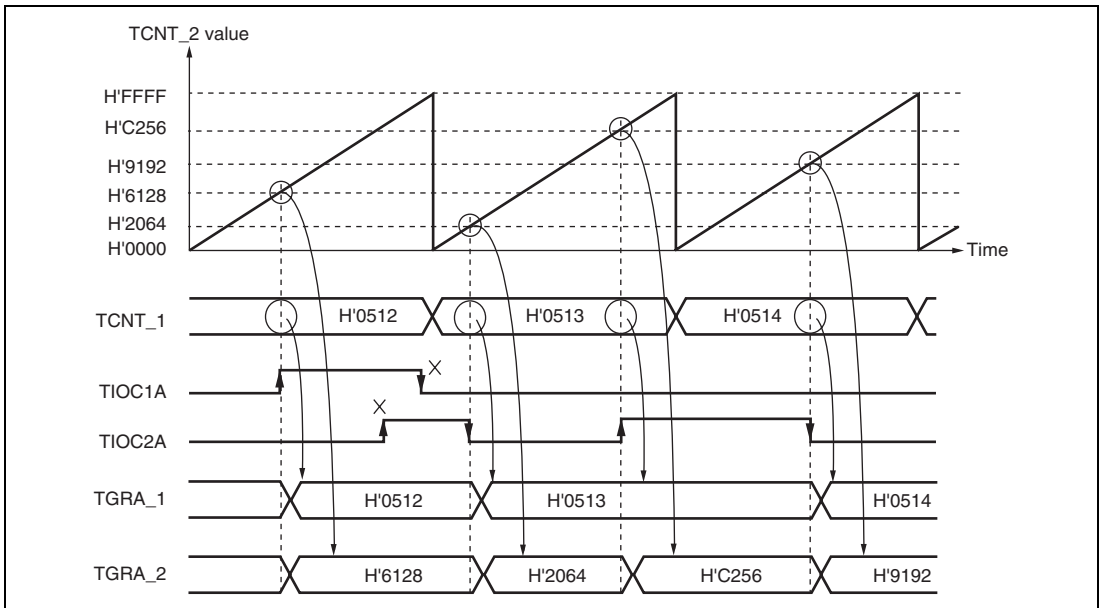 TCNT_2 value
H'FFFF
H'C256
H'9192
H'6128
H'2064
H'0000
Time
TCNT_1 H'0512 H'0513 H'0514
TIOC1A
TIOC2A
TGRA_1 H'0512 H'0513 H'0514
TGRA_2 H'6128 H'2064 H'C256 H'9192